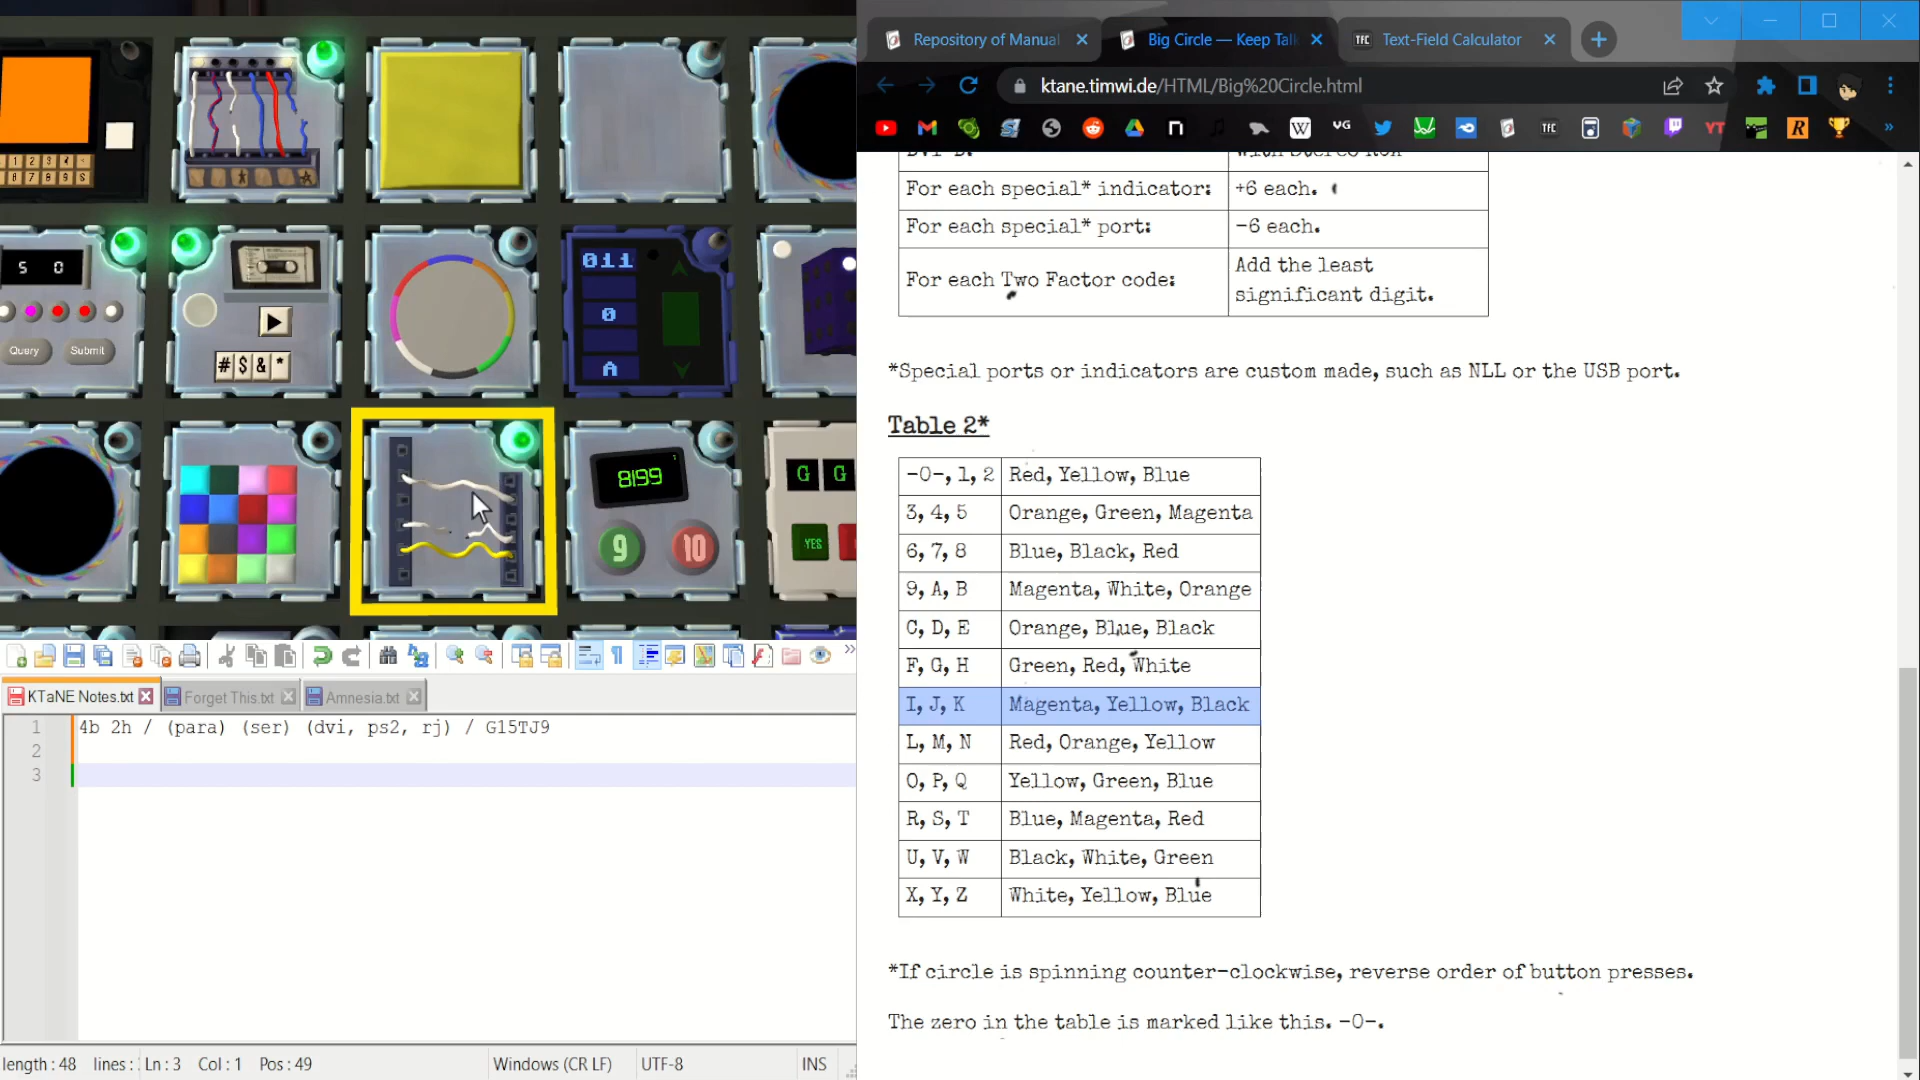 Repository of Manual
Big Circle — Keep Tal
TFC Text-Field Calculator
ktane.timwi.de/HTML/Big%20Circle.html
For each special* indicator: +6 each.
For each special* port: -6 each.
For each Two Factor code: Add the least
significant digit.
*Special ports or indicators are custom made, such as NLL or the USB port.
Table 2*
-0-, 1, 2 Red, Yellow, Blue
3, 4, 5 Orange, Green, Magenta
6, 7, 8 Blue, Black, Red
9, A, B Magenta, White, Orange
C, D, E Orange, Blue, Black
F, G, H Green, Red, White
I, J, K Magenta, Yellow, Black
L, M, N Red, Orange, Yellow
O, P, Q Yellow, Green, Blue
R, S, T Blue, Magenta, Red
U, V, W Black, White, Green
X, Y, Z White, Yellow, Blue
*If circle is spinning counter-clockwise, reverse order of button presses.
The zero in the table is marked like this. -0-.
5 0
Query Submit
#$&*
011
0
A
8199
9 10
G G
YES
KTaNE Notes.txt Forget This.txt Amnesia.txt
1 4b 2h / (para) (ser) (dvi, ps2, rj) / G15TJ9
2
3
length : 48 lines : Ln : 3 Col : 1 Pos : 49 Windows (CR LF) UTF-8 INS